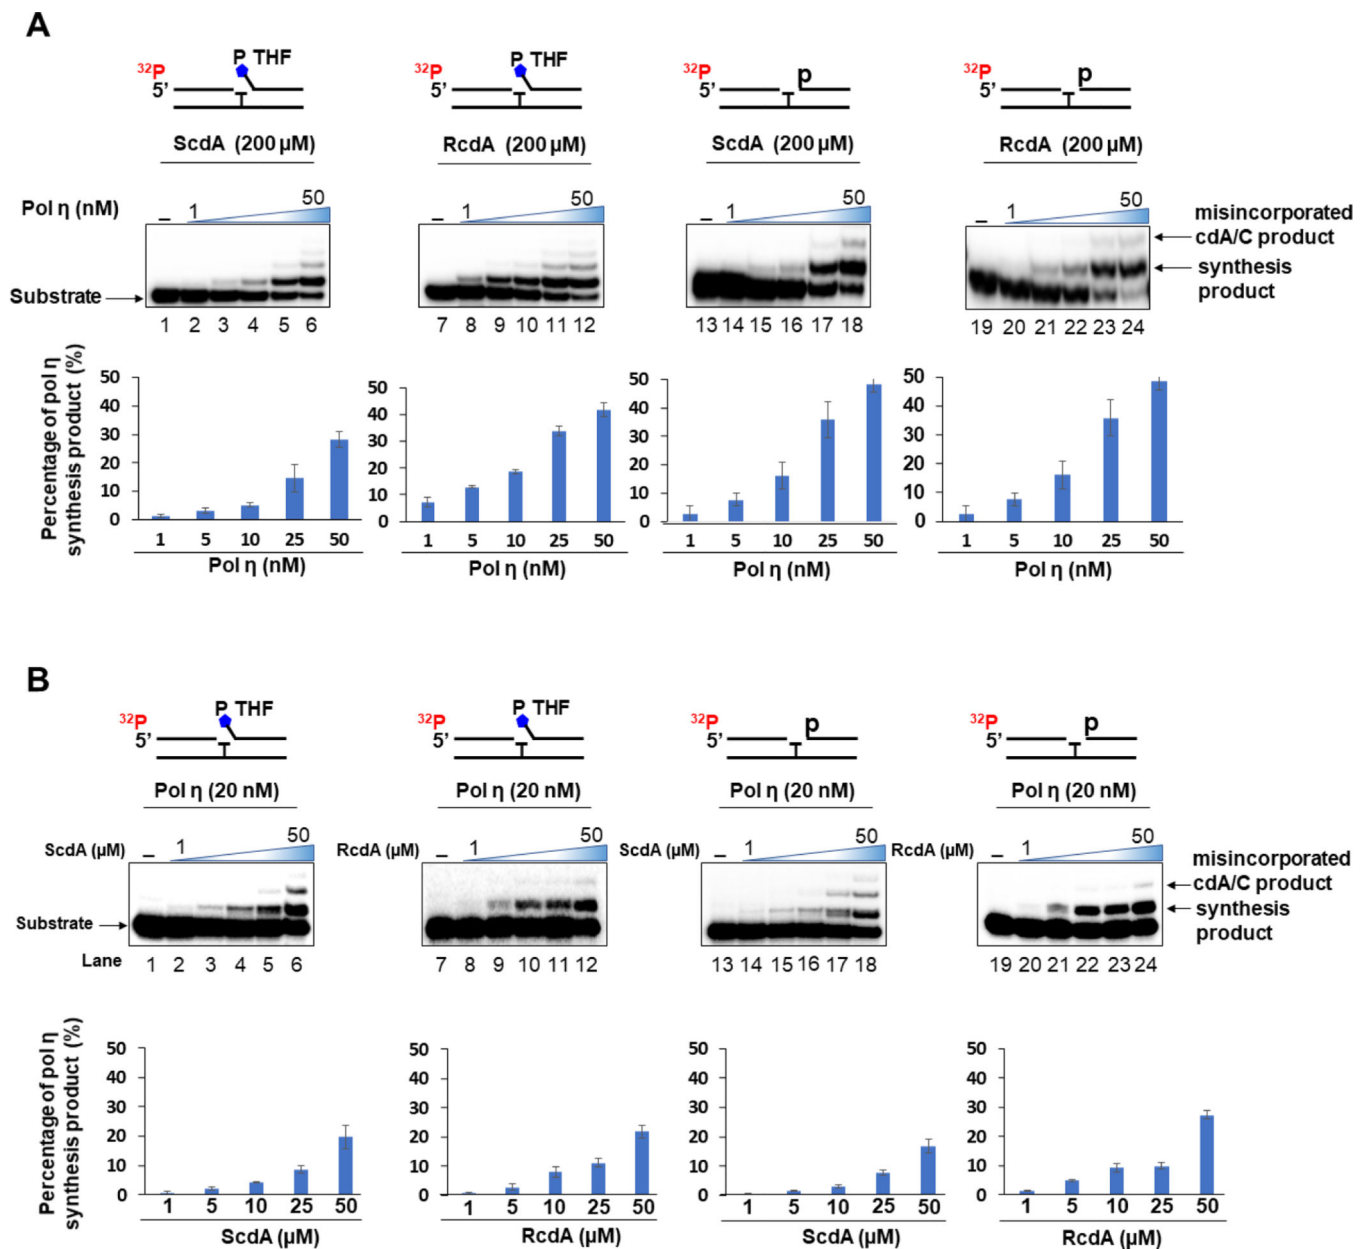 A
P THF
P THF
p
p
32P
32P
32P
32P
5’
5’
5’
5’
ScdA (200 µM)
RcdA (200 µM)
ScdA (200 µM)
RcdA (200 µM)
Pol η (nM)
– 1 50
– 1 50
– 1 50
– 1 50
misincorporated
cdA/C product
synthesis
product
Substrate
1 2 3 4 5 6
7 8 9 10 11 12
13 14 15 16 17 18
19 20 21 22 23 24
Percentage of pol η
synthesis product (%)
50
40
30
20
10
0
1 5 10 25 50
Pol η (nM)
50
40
30
20
10
0
1 5 10 25 50
Pol η (nM)
50
40
30
20
10
0
1 5 10 25 50
Pol η (nM)
50
40
30
20
10
0
1 5 10 25 50
Pol η (nM)
B
P THF
P THF
p
p
32P
32P
32P
32P
5’
5’
5’
5’
Pol η (20 nM)
Pol η (20 nM)
Pol η (20 nM)
Pol η (20 nM)
ScdA (µM) – 1 50
RcdA (µM) – 1 50
ScdA (µM) – 1 50
RcdA (µM) – 1 50
misincorporated
cdA/C product
synthesis
product
Substrate
Lane 1 2 3 4 5 6
7 8 9 10 11 12
13 14 15 16 17 18
19 20 21 22 23 24
Percentage of pol η
synthesis product (%)
50
40
30
20
10
0
1 5 10 25 50
ScdA (µM)
50
40
30
20
10
0
1 5 10 25 50
RcdA (µM)
50
40
30
20
10
0
1 5 10 25 50
ScdA (µM)
50
40
30
20
10
0
1 5 10 25 50
RcdA (µM)